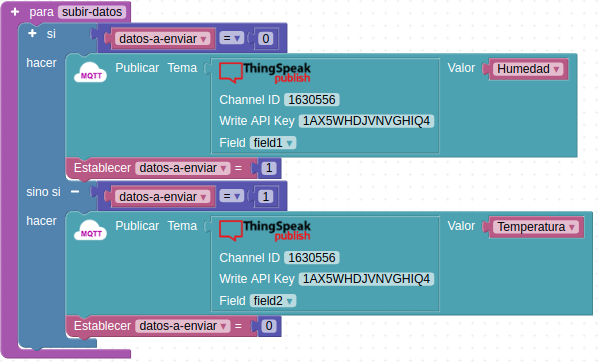 + para subir-datos
+ si datos-a-enviar = 0
hacer MQTT Publicar Tema ThingSpeak publish Valor Humedad
Channel ID 1630556
Write API Key 1AX5WHDJVNVGHIQ4
Field field1
Establecer datos-a-enviar = 1
sino si - datos-a-enviar = 1
hacer MQTT Publicar Tema ThingSpeak publish Valor Temperatura
Channel ID 1630556
Write API Key 1AX5WHDJVNVGHIQ4
Field field2
Establecer datos-a-enviar = 0